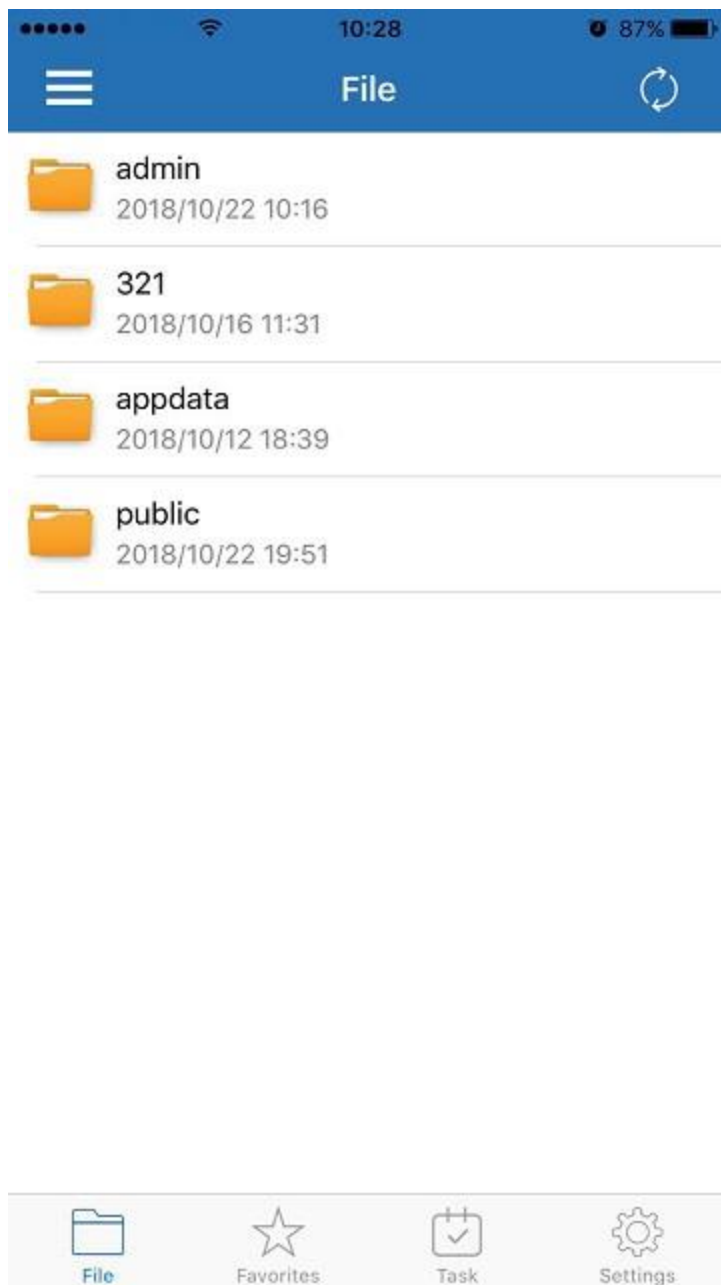 10:28
87%
File
admin
2018/10/22 10:16
321
2018/10/16 11:31
appdata
2018/10/12 18:39
public
2018/10/22 19:51
File
Favorites
Task
Settings